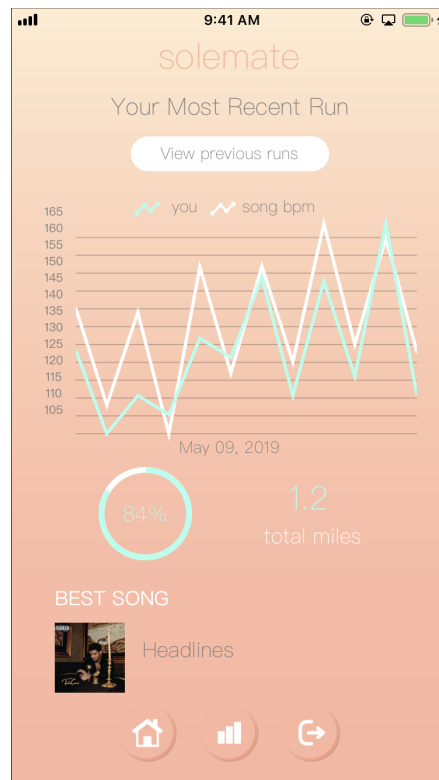 9:41 AM
solemate
Your Most Recent Run
View previous runs
you song bpm
165
160
155
150
145
140
135
130
125
120
115
110
105
May 09, 2019
84%
1.2
total miles
BEST SONG
Headlines